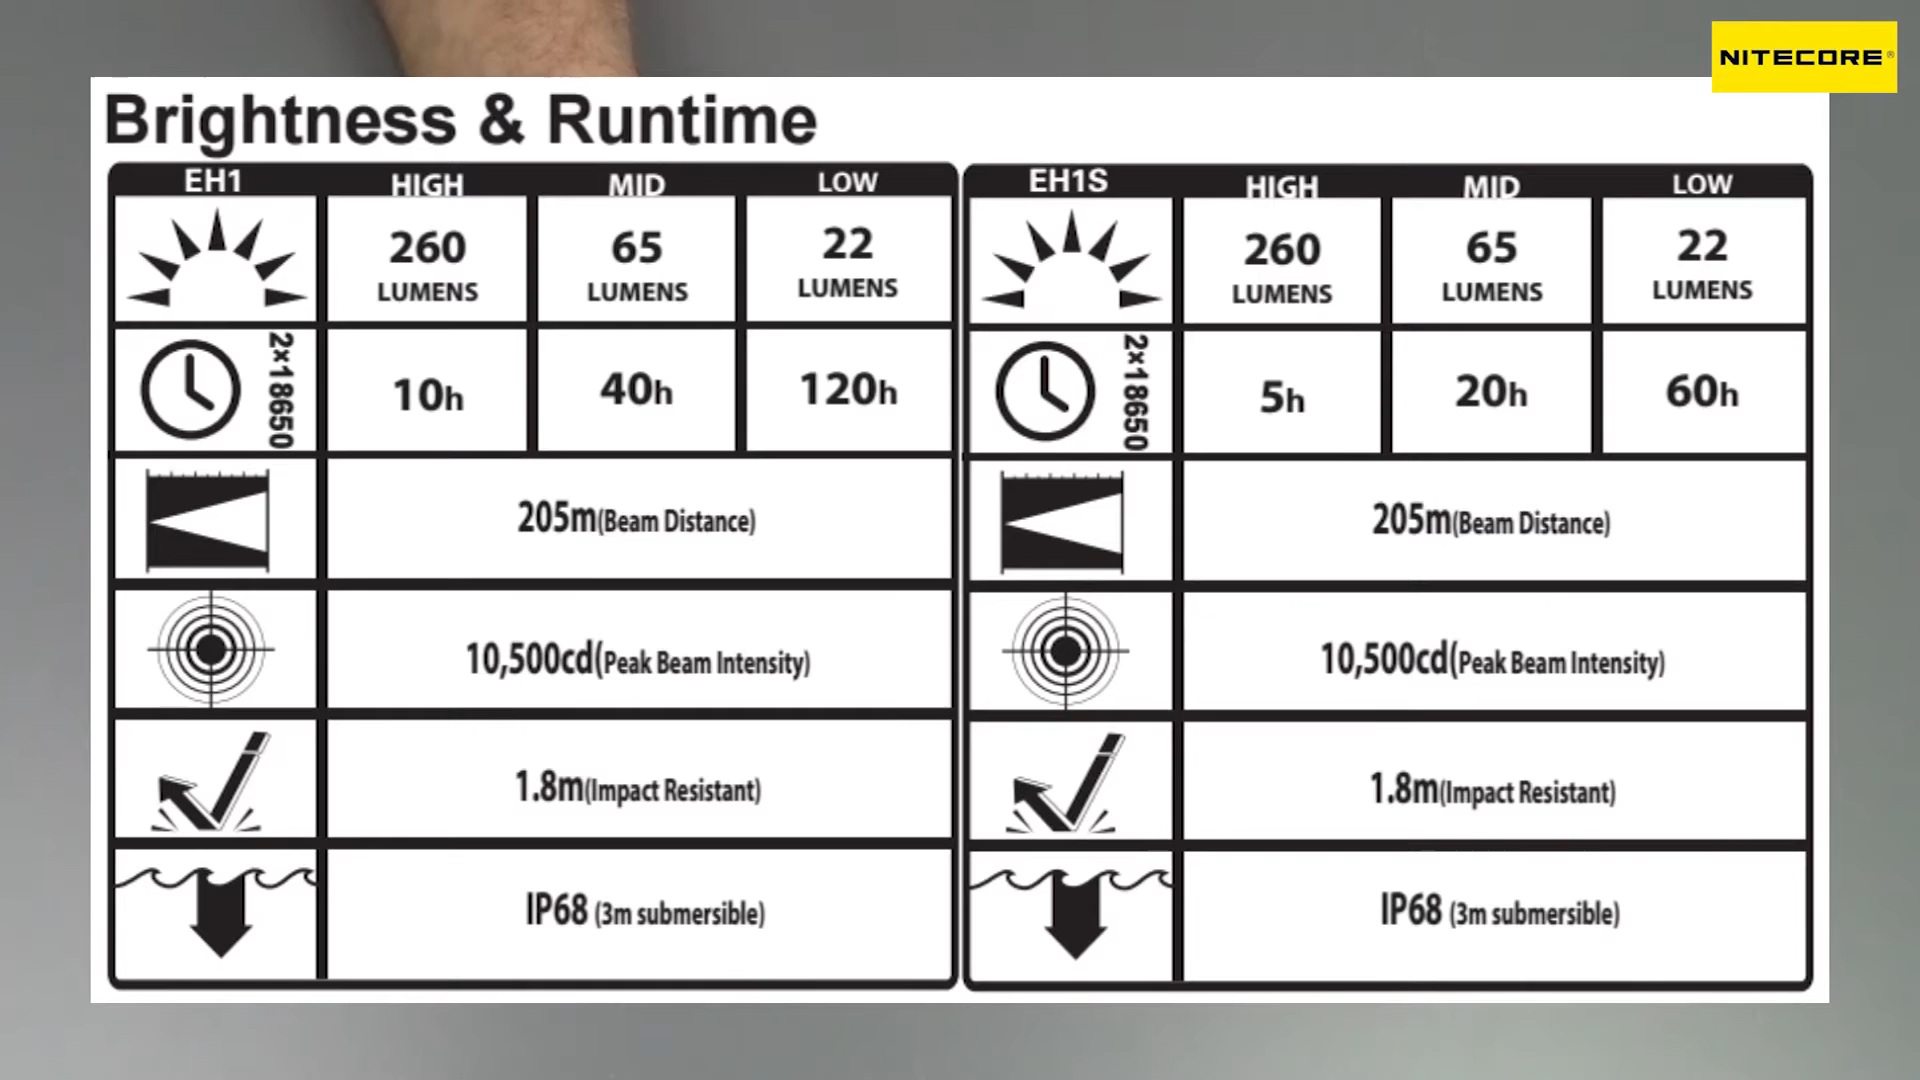 NITECORE®
Brightness & Runtime
EH1 HIGH MID LOW
260 LUMENS 65 LUMENS 22 LUMENS
2×18650 10h 40h 120h
205m(Beam Distance)
10,500cd(Peak Beam Intensity)
1.8m(Impact Resistant)
IP68 (3m submersible)
EH1S HIGH MID LOW
260 LUMENS 65 LUMENS 22 LUMENS
2×18650 5h 20h 60h
205m(Beam Distance)
10,500cd(Peak Beam Intensity)
1.8m(Impact Resistant)
IP68 (3m submersible)